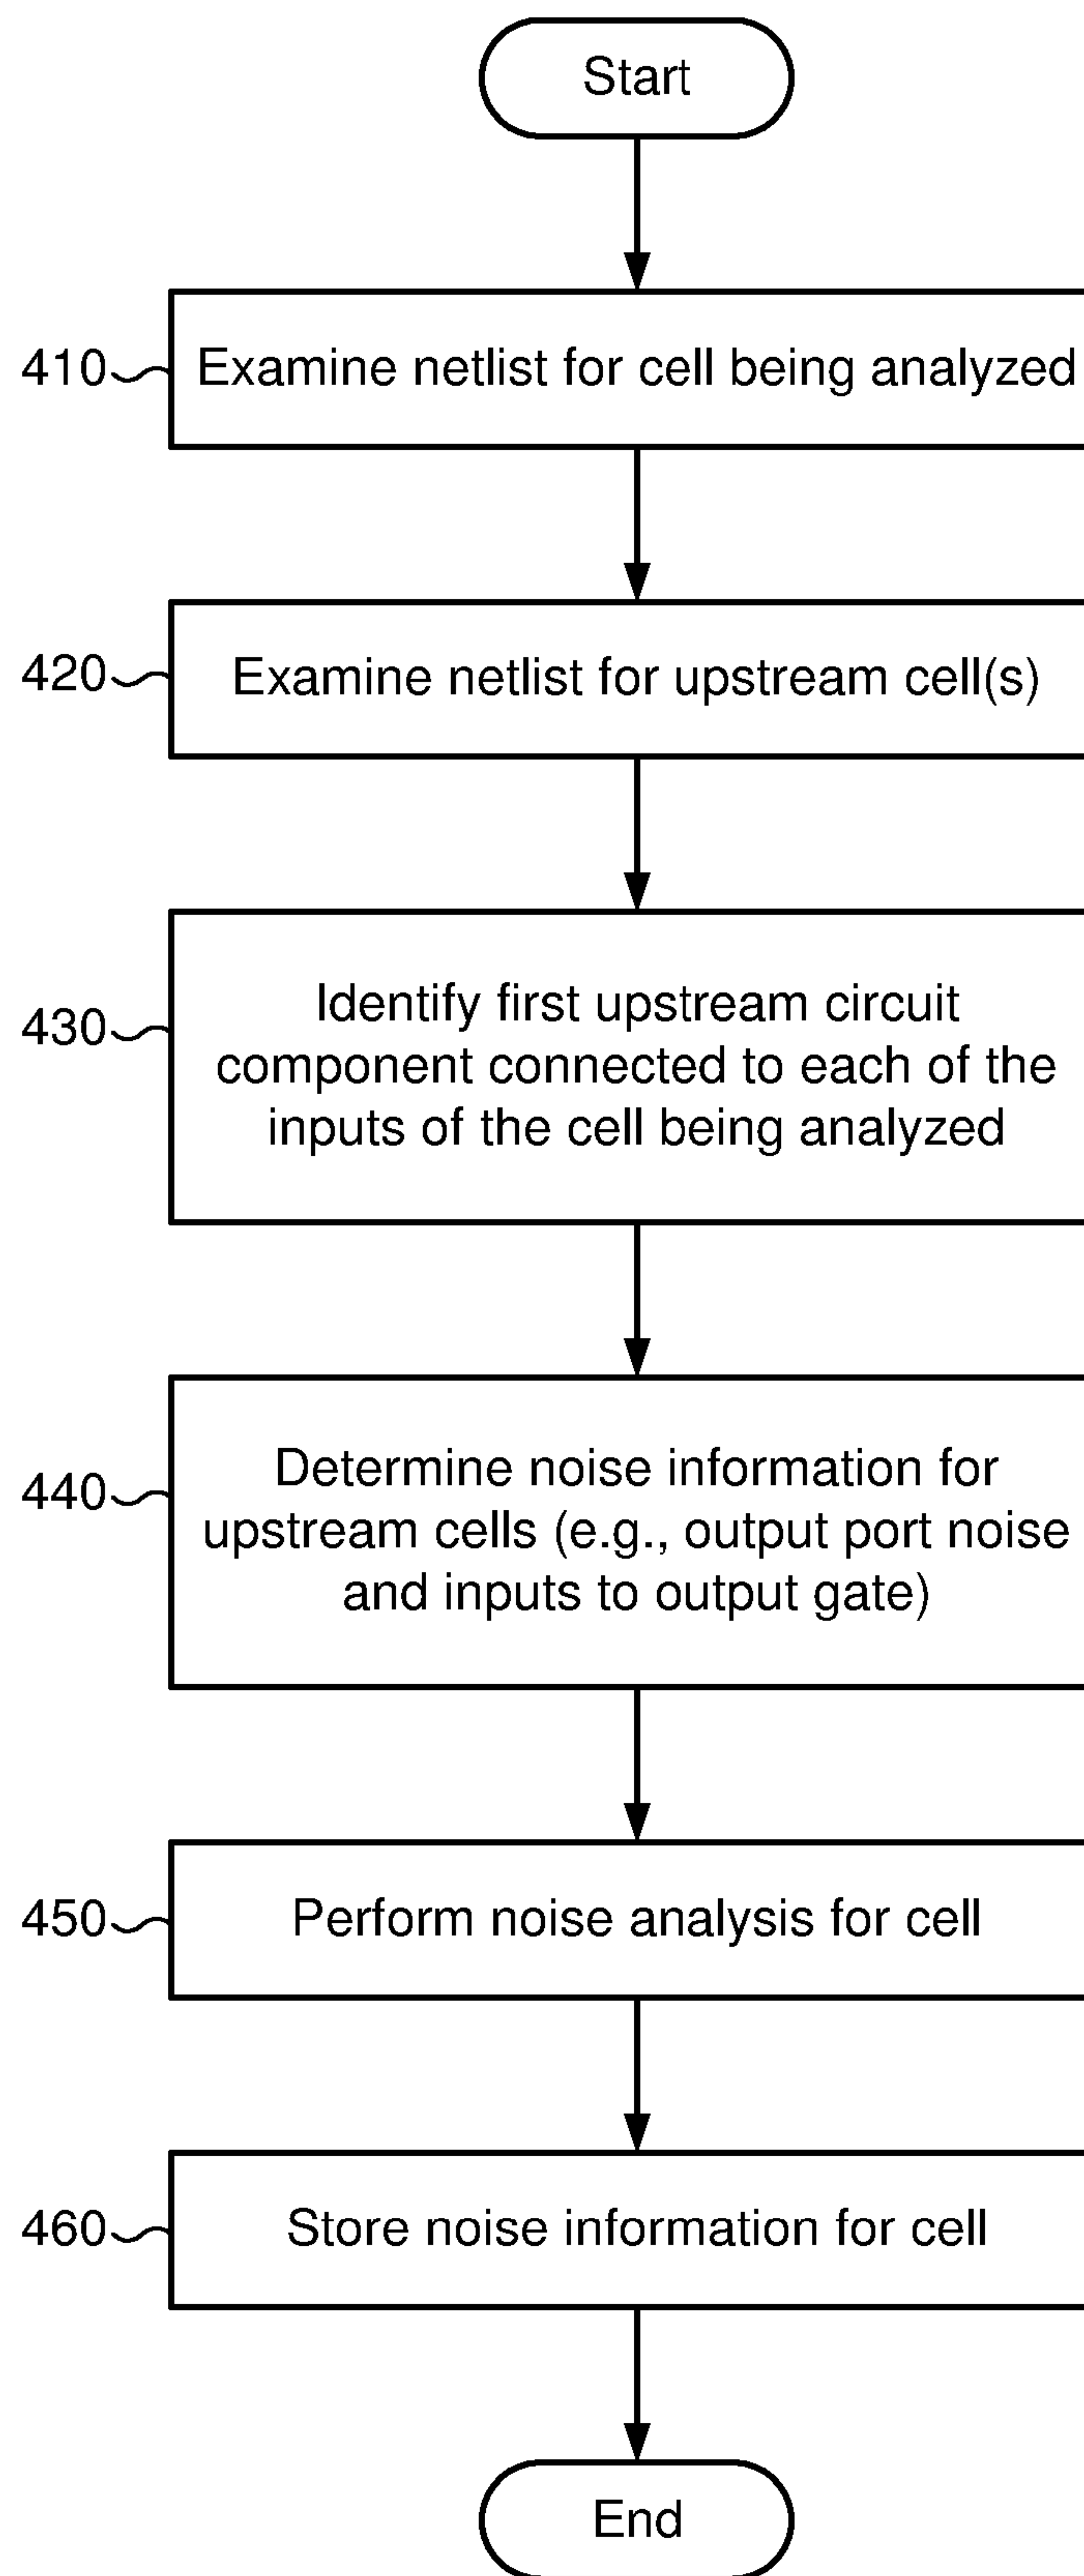 Start
410
Examine netlist for cell being analyzed
420
Examine netlist for upstream cell(s)
430
Identify first upstream circuit
component connected to each of the
inputs of the cell being analyzed
440
Determine noise information for
upstream cells (e.g., output port noise
and inputs to output gate)
450
Perform noise analysis for cell
460
Store noise information for cell
End